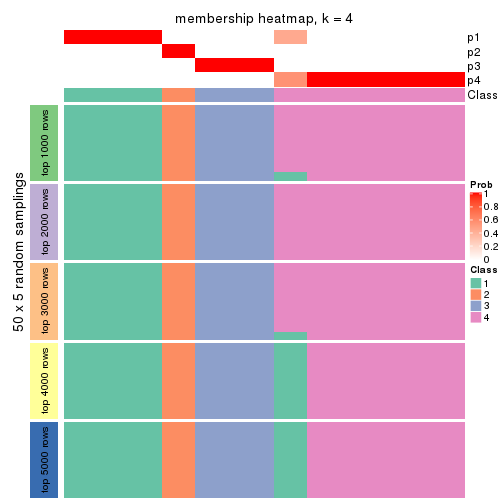 membership heatmap, k = 4
p1
p2
p3
p4
Class
50 x 5 random samplings
top 1000 rows
top 2000 rows
top 3000 rows
top 4000 rows
top 5000 rows
Prob
1
0.8
0.6
0.4
0.2
0
Class
1
2
3
4